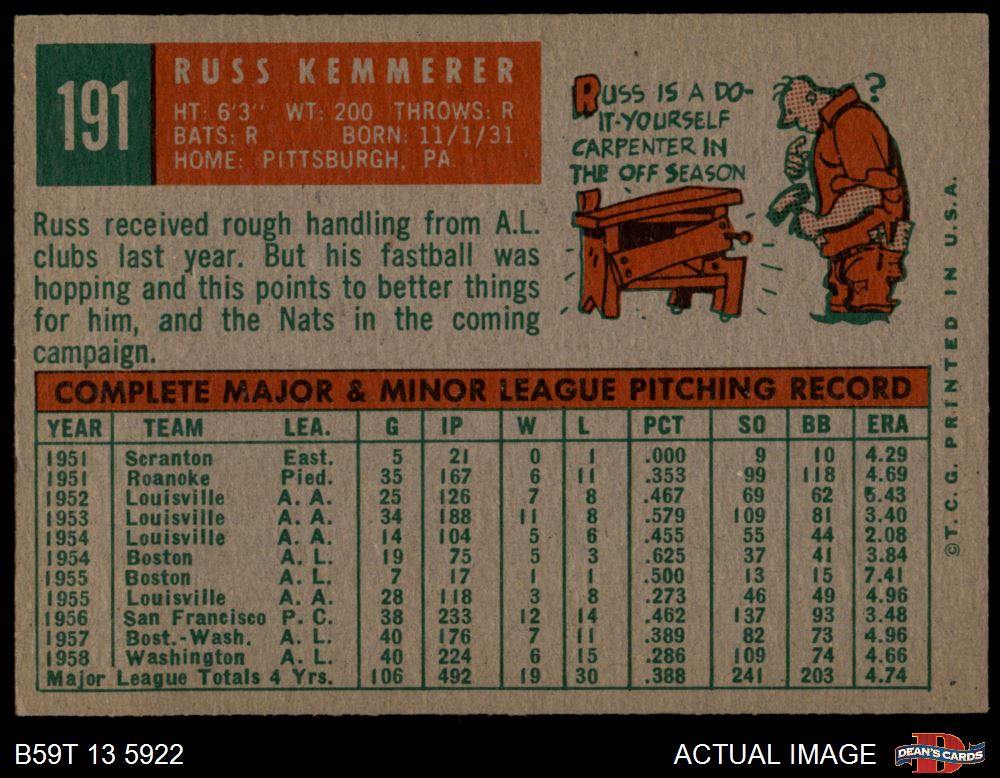 191
RUSS KEMMERER
HT: 6'3" WT: 200 THROWS: R
BATS: R BORN: 11/1/31
HOME: PITTSBURGH, PA.
RUSS IS A DO-
IT-YOURSELF
CARPENTER IN
THE OFF SEASON
?
Russ received rough handling from A.L.
clubs last year. But his fastball was
hopping and this points to better things
for him, and the Nats in the coming
campaign.
COMPLETE MAJOR & MINOR LEAGUE PITCHING RECORD
YEAR TEAM LEA. G IP W L PCT SO BB ERA
1951 Scranton East. 5 21 0 1 .000 9 10 4.29
1951 Roanoke Pied. 35 167 6 11 .353 99 118 4.69
1952 Louisville A. A. 25 126 7 8 .467 69 62 5.43
1953 Louisville A. A. 34 188 11 8 .579 109 81 3.40
1954 Louisville A. A. 14 104 5 6 .455 55 44 2.08
1954 Boston A. L. 19 75 5 3 .625 37 41 3.84
1955 Boston A. L. 7 17 1 1 .500 13 15 7.41
1955 Louisville A. A. 28 118 3 8 .273 46 49 4.96
1956 San Francisco P. C. 38 233 12 14 .462 137 93 3.48
1957 Bost.-Wash. A. L. 40 176 7 11 .389 82 73 4.96
1958 Washington A. L. 40 224 6 15 .286 109 74 4.66
Major League Totals 4 Yrs. 106 492 19 30 .388 241 203 4.74
©T.C.G. PRINTED IN U.S.A.
B59T 13 5922
ACTUAL IMAGE
DEAN'S CARDS